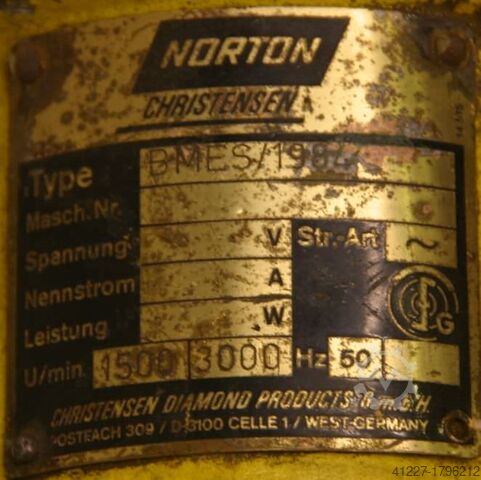 NORTON
CHRISTENSEN
Type BMES/1984
Masch. Nr.
Spannung V Str.-Art ~
Nennstrom A
Leistung W
U/min 1500 3000 Hz 50
CHRISTENSEN DIAMOND PRODUCTS G.m.b.H.
POSTFACH 309 / D-3100 CELLE 1 / WEST-GERMANY
41227-1796212